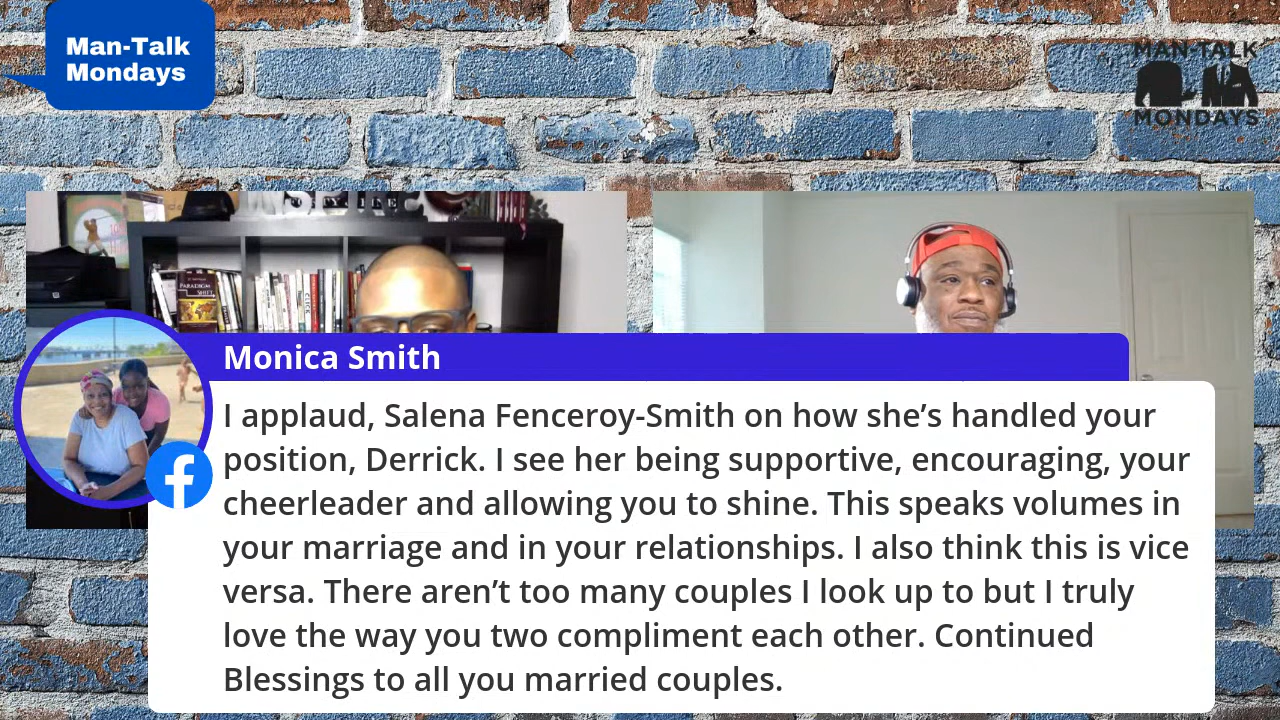 Man-Talk
Mondays
MAN-TALK
MONDAYS
PARADIGM
SHIFT
Monica Smith
I applaud, Salena Fenceroy-Smith on how she’s handled your
position, Derrick. I see her being supportive, encouraging, your
cheerleader and allowing you to shine. This speaks volumes in
your marriage and in your relationships. I also think this is vice
versa. There aren’t too many couples I look up to but I truly
love the way you two compliment each other. Continued
Blessings to all you married couples.